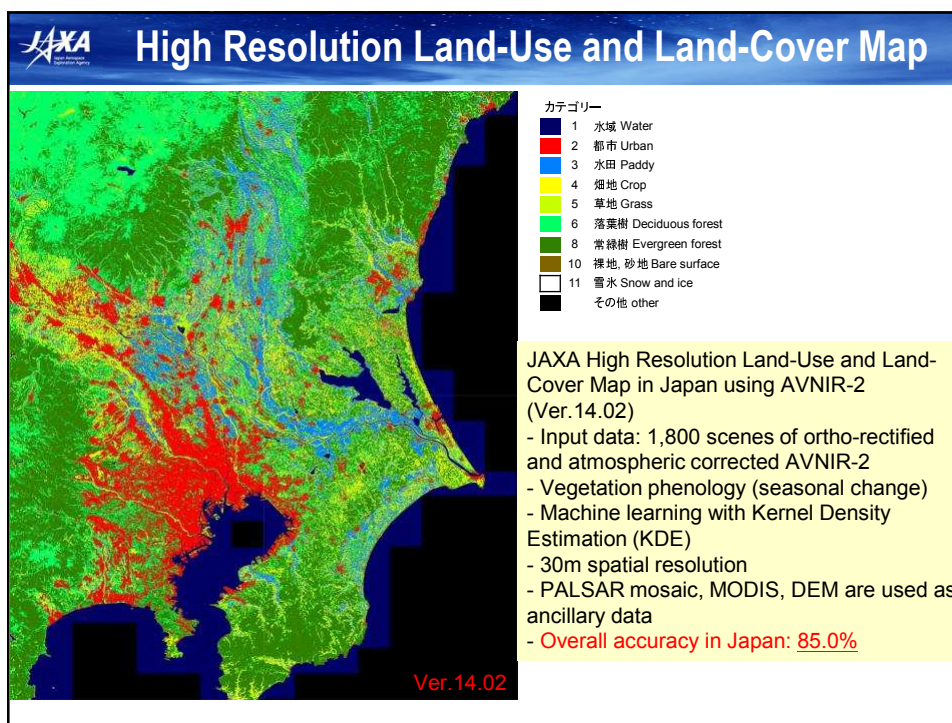 JAXA
Japan Aerospace
Exploration Agency
High Resolution Land-Use and Land-Cover Map
カテゴリー
1 水域 Water
2 都市 Urban
3 水田 Paddy
4 畑地 Crop
5 草地 Grass
6 落葉樹 Deciduous forest
8 常緑樹 Evergreen forest
10 裸地, 砂地 Bare surface
11 雪氷 Snow and ice
その他 other
JAXA High Resolution Land-Use and Land-
Cover Map in Japan using AVNIR-2
(Ver.14.02)
- Input data: 1,800 scenes of ortho-rectified
and atmospheric corrected AVNIR-2
- Vegetation phenology (seasonal change)
- Machine learning with Kernel Density
Estimation (KDE)
- 30m spatial resolution
- PALSAR mosaic, MODIS, DEM are used as
ancillary data
- Overall accuracy in Japan: 85.0%
Ver.14.02